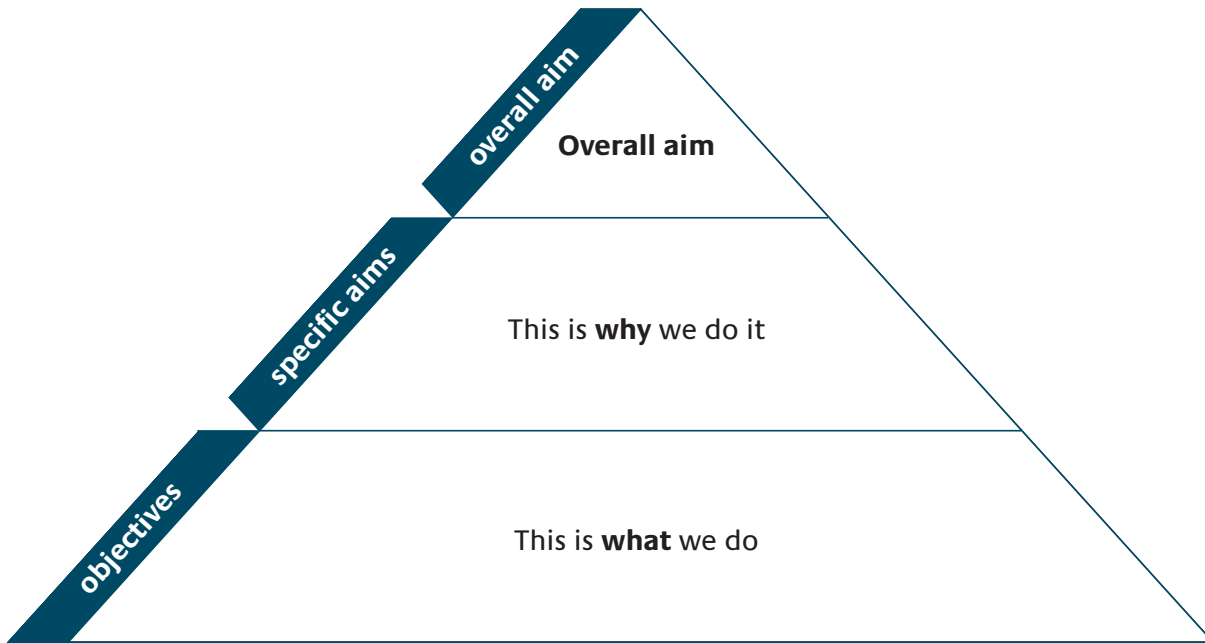 overall aim
Overall aim
specific aims
This is why we do it
objectives
This is what we do